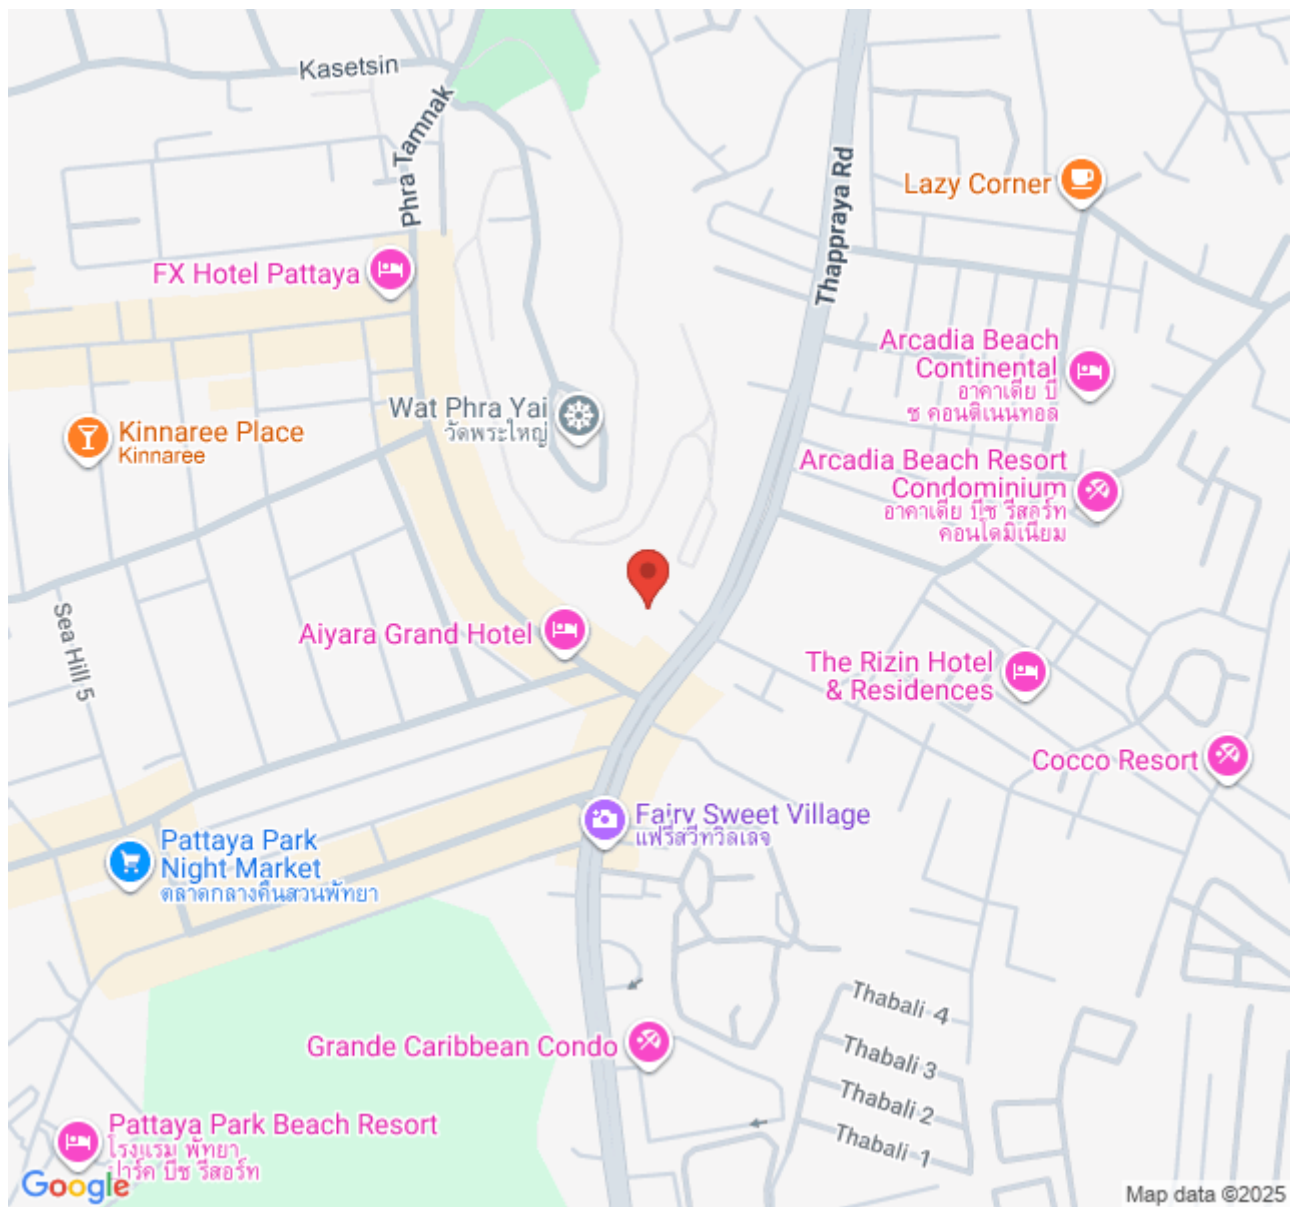 Kasetsin
Phra Tamnak
Thappraya Rd
Lazy Corner
FX Hotel Pattaya
Arcadia Beach
Continental
อาคาเดีย บี
ช คอนติเนนทอล
Wat Phra Yai
วัดพระใหญ่
Kinnaree Place
Kinnaree
Arcadia Beach Resort
Condominium
อาคาเดีย บีช รีสอร์ท
คอนโดมิเนียม
Sea Hill 5
Aiyara Grand Hotel
The Rizin Hotel
& Residences
Cocco Resort
Fairy Sweet Village
แฟรีสวีทวิลเลจ
Pattaya Park
Night Market
ตลาดกลางคืนสวนพัทยา
Thabali 4
Grande Caribbean Condo
Thabali 3
Thabali 2
Thabali 1
Pattaya Park Beach Resort
โรงแรม พัทยา
ปาร์ค บีช รีสอร์ท
Google
Map data ©2025